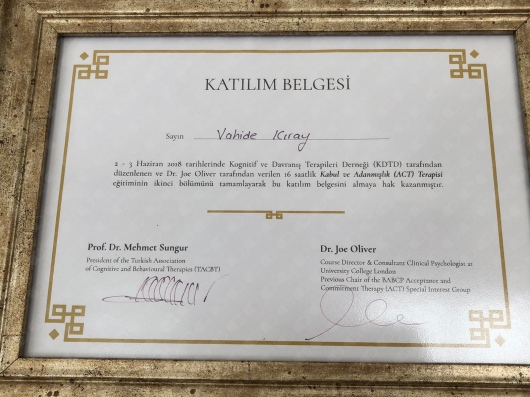 KATILIM BELGESİ
Sayın Vahide Kıray
2 - 3 Haziran 2018 tarihlerinde Kognitif ve Davranış Terapileri Derneği (KDTD) tarafından
düzenlenen ve Dr. Joe Oliver tarafından verilen 16 saatlik Kabul ve Adanmışlık (ACT) Terapisi
eğitiminin ikinci bölümünü tamamlayarak bu katılım belgesini almaya hak kazanmıştır.
Prof. Dr. Mehmet Sungur
President of the Turkish Association
of Cognitive and Behavioural Therapies (TACBT)
Dr. Joe Oliver
Course Director & Consultant Clinical Psychologist at
University College London
Previous Chair of the BABCP Acceptance and
Commitment Therapy (ACT) Special Interest Group